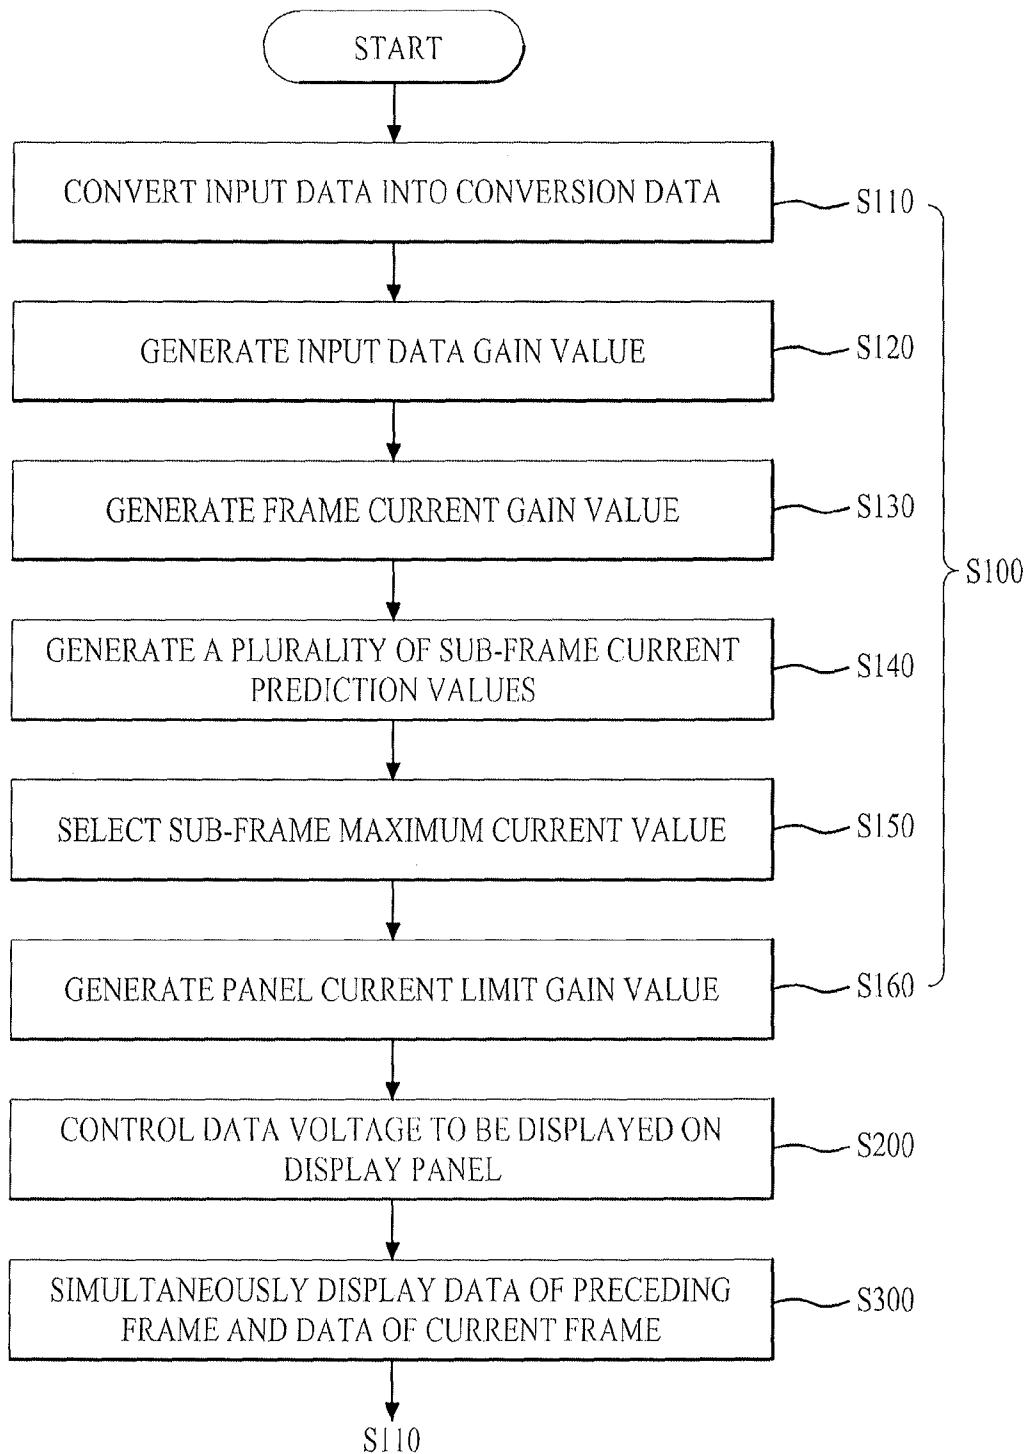 START
CONVERT INPUT DATA INTO CONVERSION DATA
S110
GENERATE INPUT DATA GAIN VALUE
S120
GENERATE FRAME CURRENT GAIN VALUE
S130
S100
GENERATE A PLURALITY OF SUB-FRAME CURRENT
PREDICTION VALUES
S140
SELECT SUB-FRAME MAXIMUM CURRENT VALUE
S150
GENERATE PANEL CURRENT LIMIT GAIN VALUE
S160
CONTROL DATA VOLTAGE TO BE DISPLAYED ON
DISPLAY PANEL
S200
SIMULTANEOUSLY DISPLAY DATA OF PRECEDING
FRAME AND DATA OF CURRENT FRAME
S300
S110